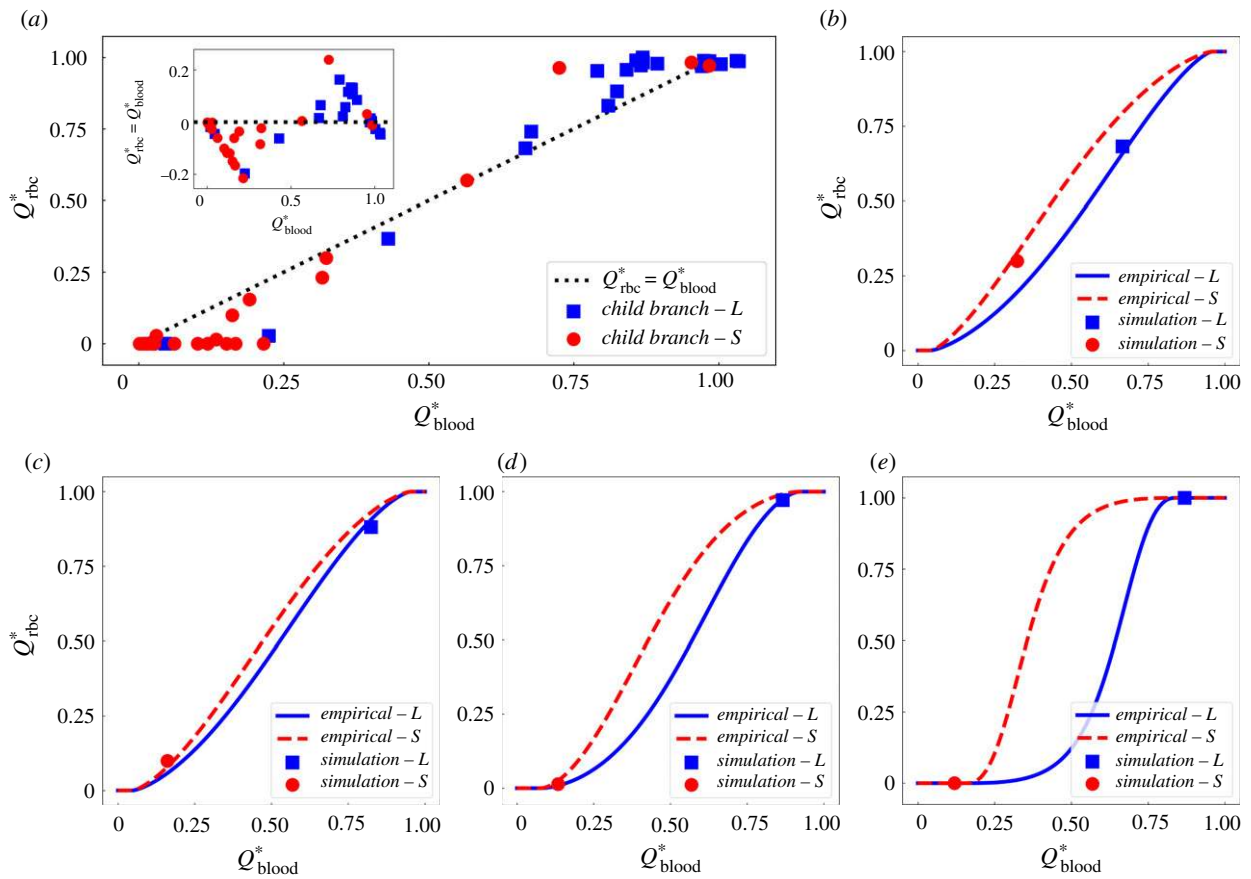 (a)
1.00
0.75
0.50
0.25
0
Q*rbc
0
0.25
0.50
0.75
1.00
Q*blood
0.2
0
−0.2
Q*rbc = Q*blood
0
0.5
1.0
Q*blood
Q*rbc = Q*blood
child branch – L
child branch – S
(b)
1.00
0.75
0.50
0.25
0
Q*rbc
0
0.25
0.50
0.75
1.00
Q*blood
empirical – L
empirical – S
simulation – L
simulation – S
(c)
1.00
0.75
0.50
0.25
0
Q*rbc
0
0.25
0.50
0.75
1.00
Q*blood
empirical – L
empirical – S
simulation – L
simulation – S
(d)
1.00
0.75
0.50
0.25
0
0
0.25
0.50
0.75
1.00
Q*blood
empirical – L
empirical – S
simulation – L
simulation – S
(e)
1.00
0.75
0.50
0.25
0
0
0.25
0.50
0.75
1.00
Q*blood
empirical – L
empirical – S
simulation – L
simulation – S